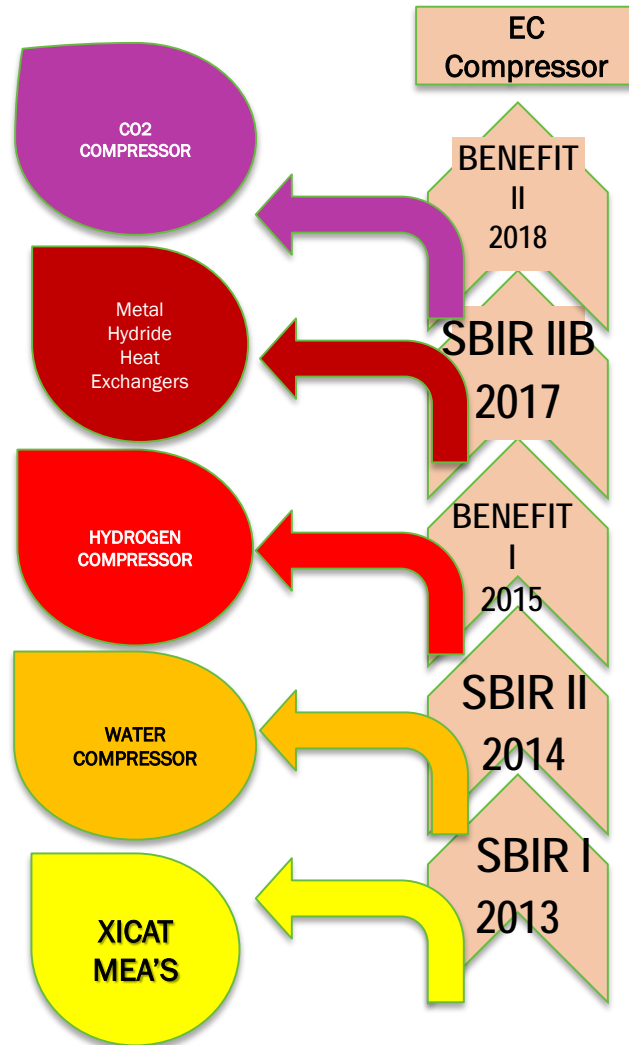 EC
Compressor
CO2
COMPRESSOR
BENEFIT
II
2018
Metal
Hydride
Heat
Exchangers
SBIR IIB
2017
HYDROGEN
COMPRESSOR
BENEFIT
I
2015
WATER
COMPRESSOR
SBIR II
2014
XICAT
MEA'S
SBIR I
2013